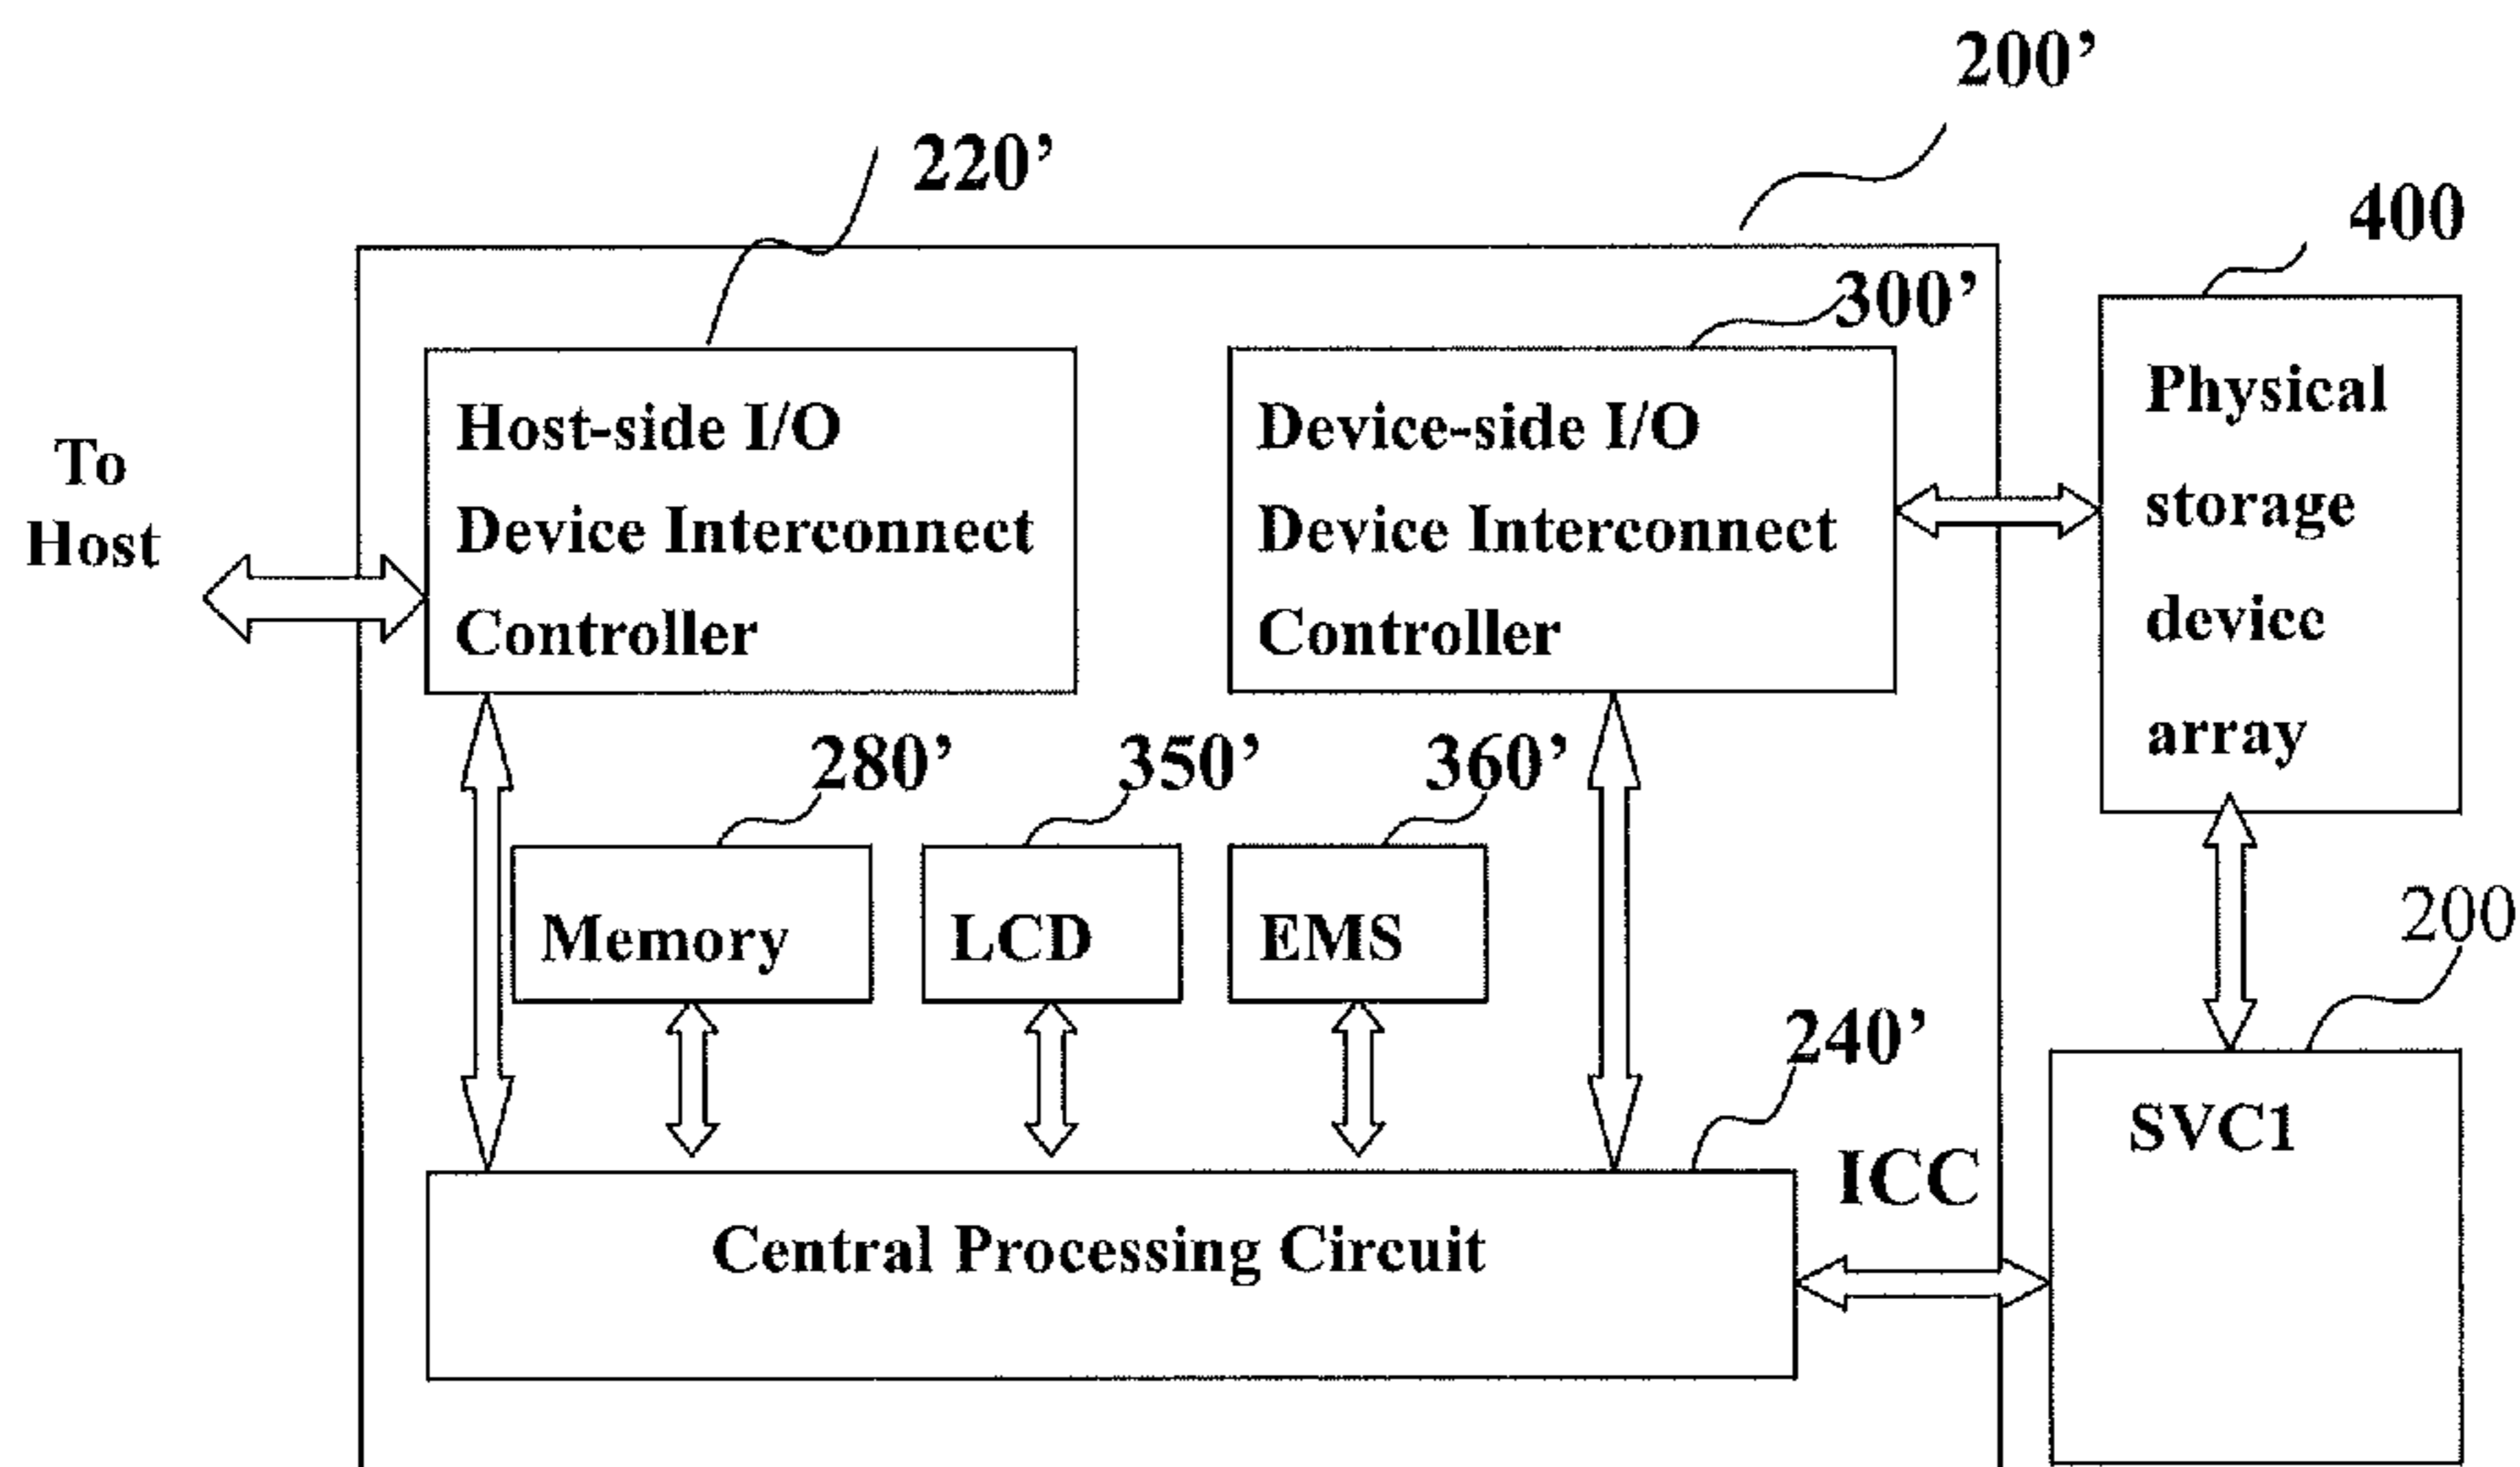 200’
220’
400
300’
Host-side I/O
Device Interconnect
Controller
Device-side I/O
Device Interconnect
Controller
Physical
storage
device
array
To
Host
280’
350’
360’
Memory
LCD
EMS
200
240’
ICC
SVC1
Central Processing Circuit